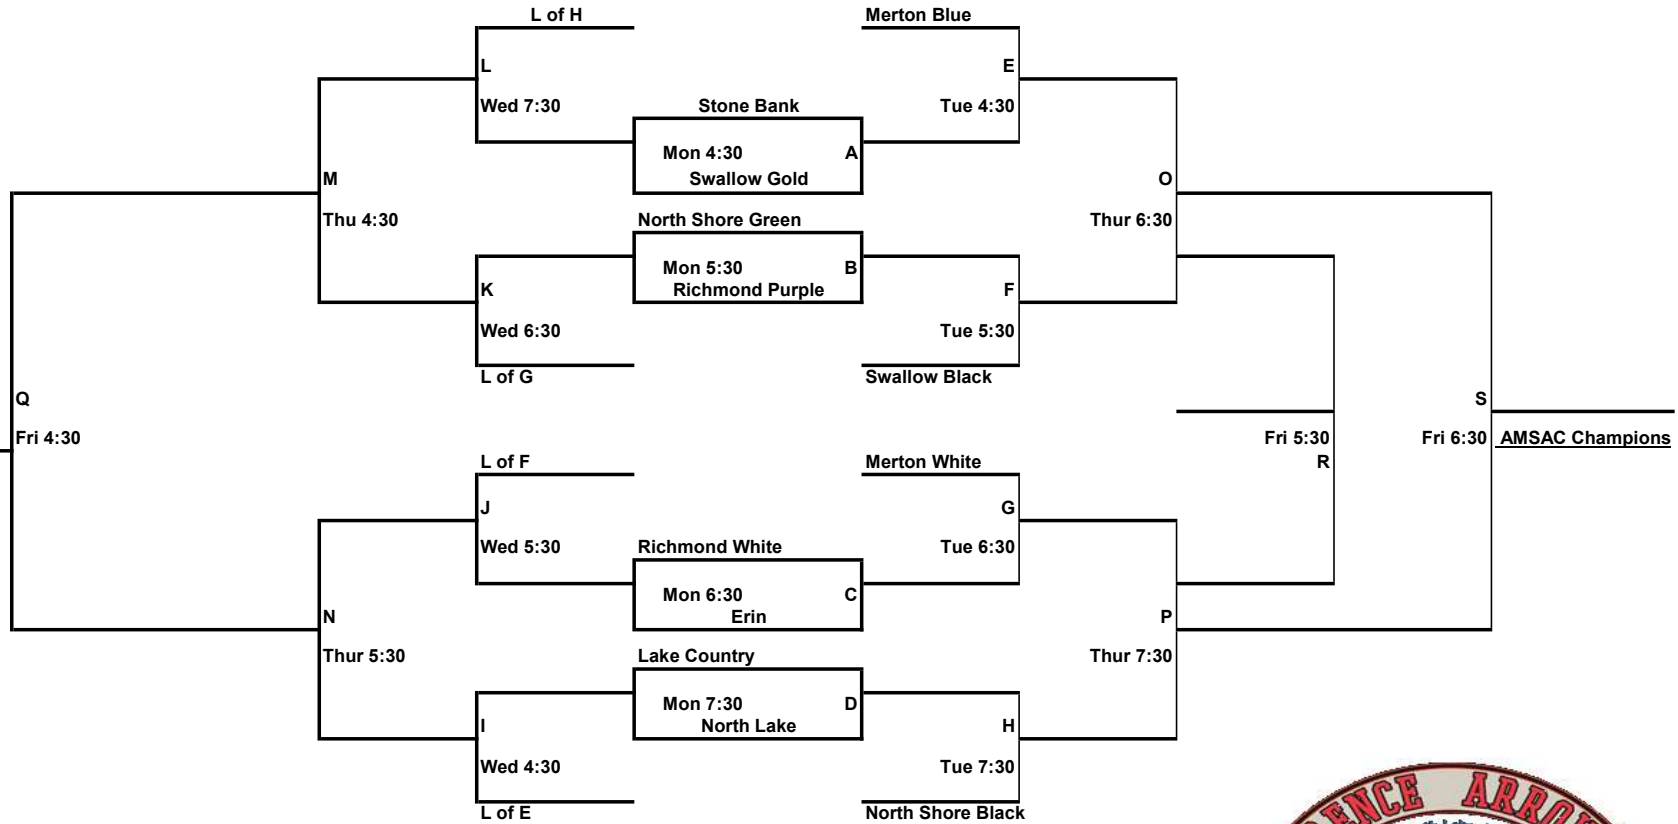 L of H
Merton Blue
L
E
Wed 7:30
Stone Bank
Tue 4:30
Mon 4:30
A
M
Swallow Gold
O
Thu 4:30
North Shore Green
Thur 6:30
Mon 5:30
B
K
Richmond Purple
F
Wed 6:30
Tue 5:30
L of G
Swallow Black
Q
S
Fri 4:30
Fri 5:30
Fri 6:30
AMSAC Champions
L of F
Merton White
R
J
G
Wed 5:30
Richmond White
Tue 6:30
Mon 6:30
C
N
Erin
P
Thur 5:30
Lake Country
Thur 7:30
Mon 7:30
D
I
North Lake
H
Wed 4:30
Tue 7:30
L of E
North Shore Black